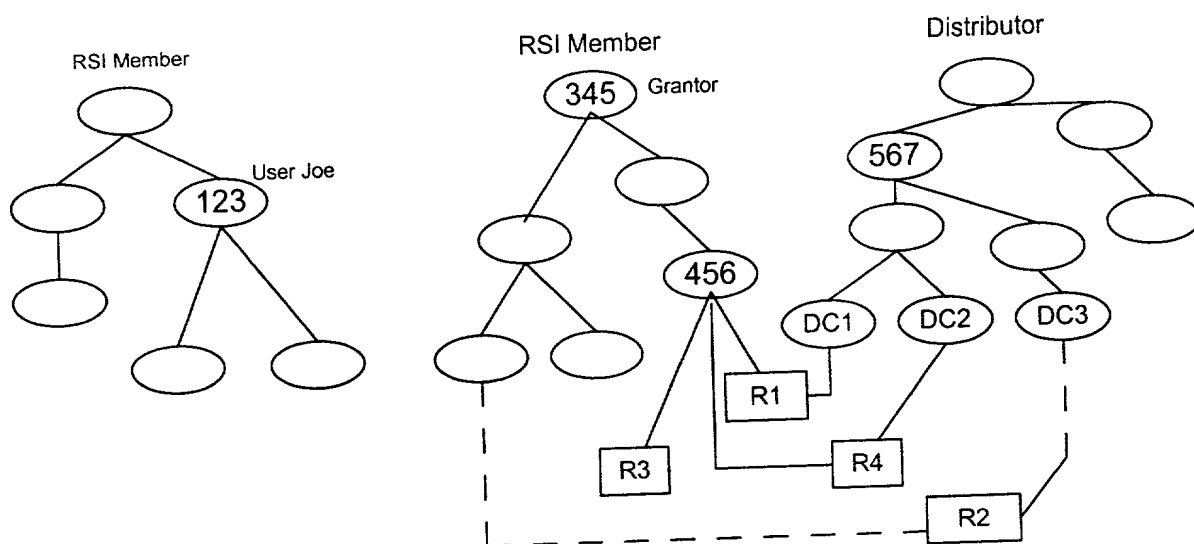 RSI Member
RSI Member
Distributor
345 Grantor
User Joe
567
123
456
DC1
DC2
DC3
R1
R3
R4
R2